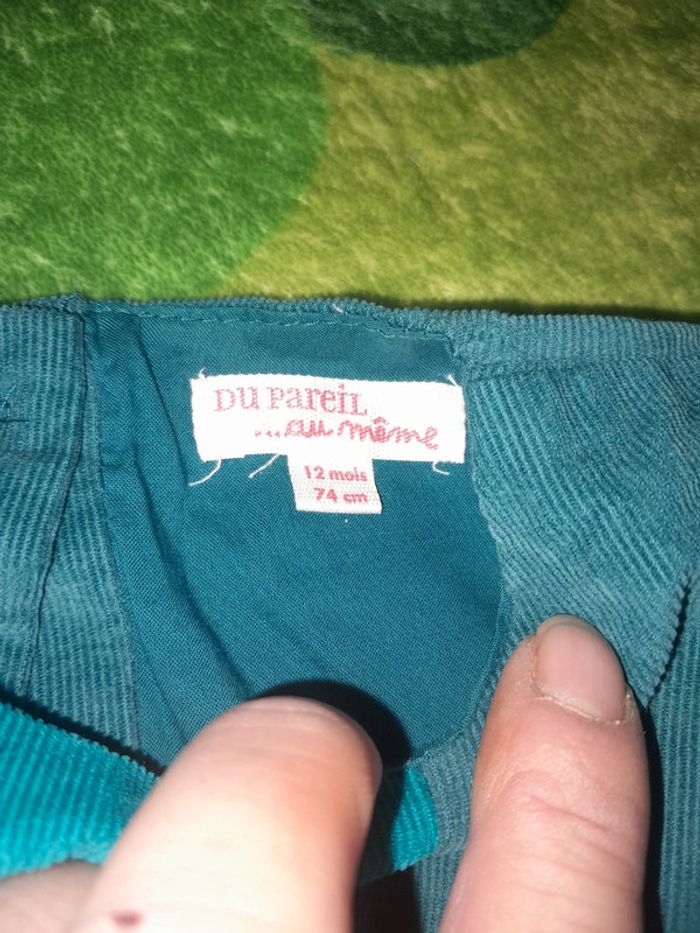 DU PAREIL
...au même
12 mois
74 cm